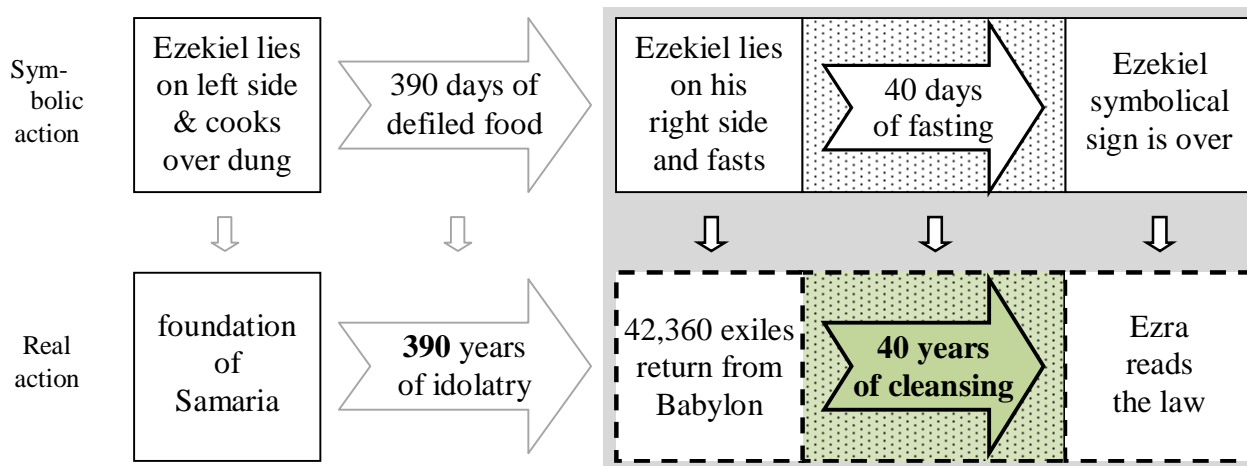 Sym-
bolic
action
Ezekiel lies
on left side
& cooks
over dung
390 days of
defiled food
Ezekiel lies
on his
right side
and fasts
40 days
of fasting
Ezekiel
symbolical
sign is over
Real
action
foundation
of
Samaria
390 years
of idolatry
42,360 exiles
return from
Babylon
40 years
of cleansing
Ezra
reads
the law